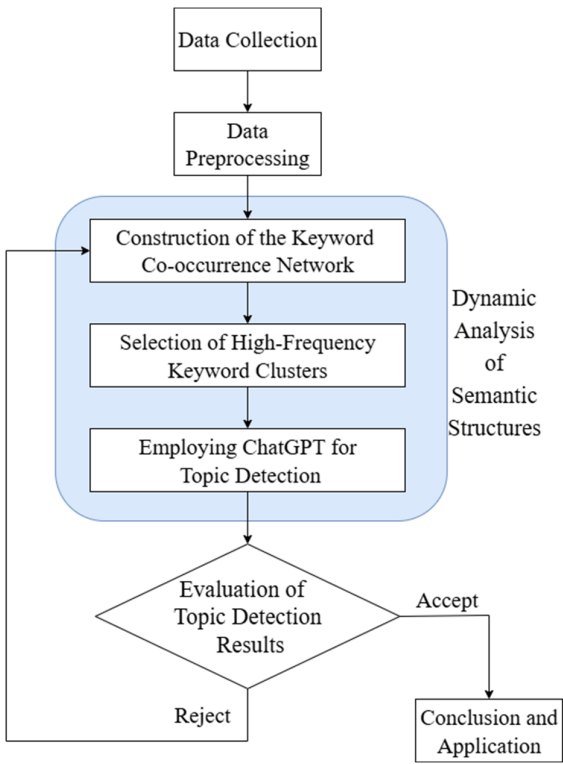 Data Collection
Data
Preprocessing
Construction of the Keyword
Co-occurrence Network
Selection of High-Frequency
Keyword Clusters
Employing ChatGPT for
Topic Detection
Dynamic
Analysis
of
Semantic
Structures
Evaluation of
Topic Detection
Results
Accept
Reject
Conclusion and
Application